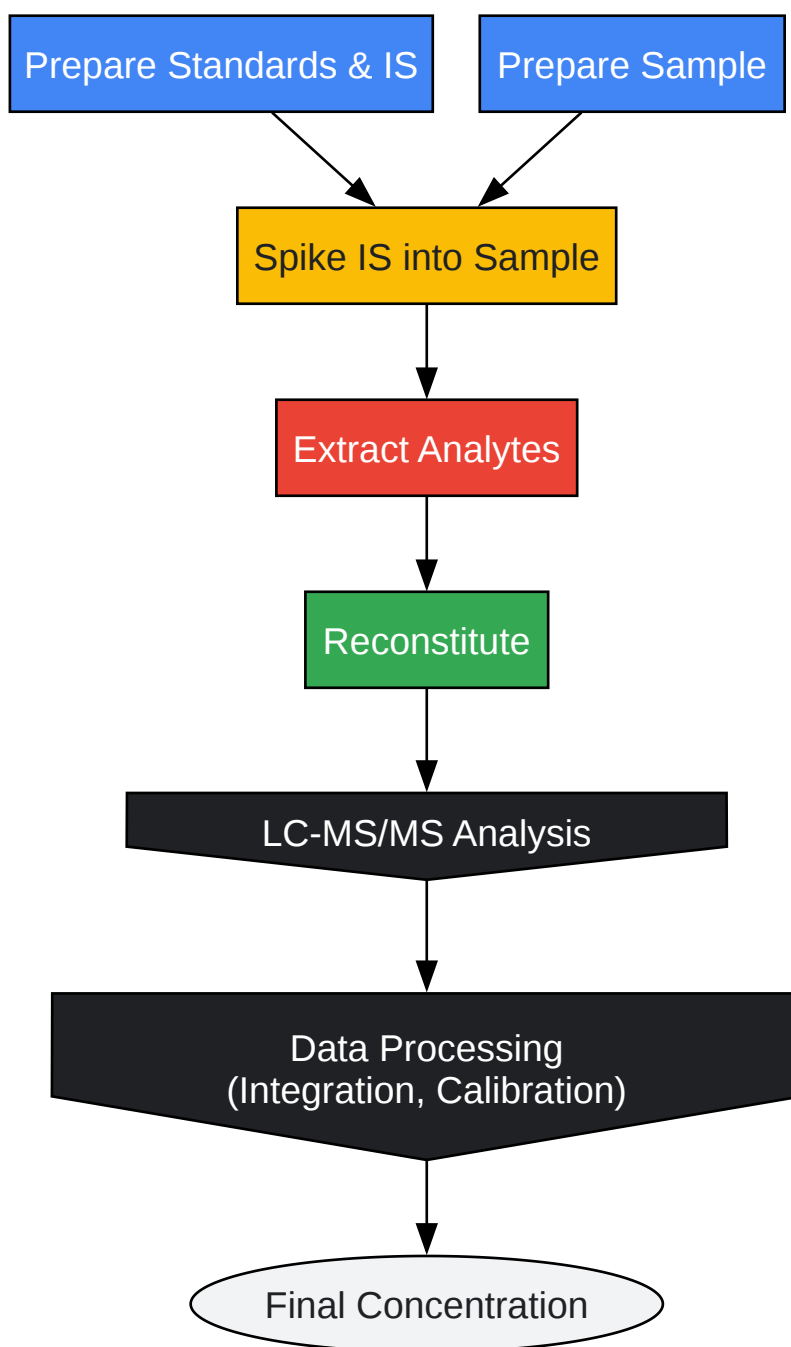 Prepare Standards & IS
Prepare Sample
Spike IS into Sample
Extract Analytes
Reconstitute
LC-MS/MS Analysis
Data Processing
(Integration, Calibration)
Final Concentration